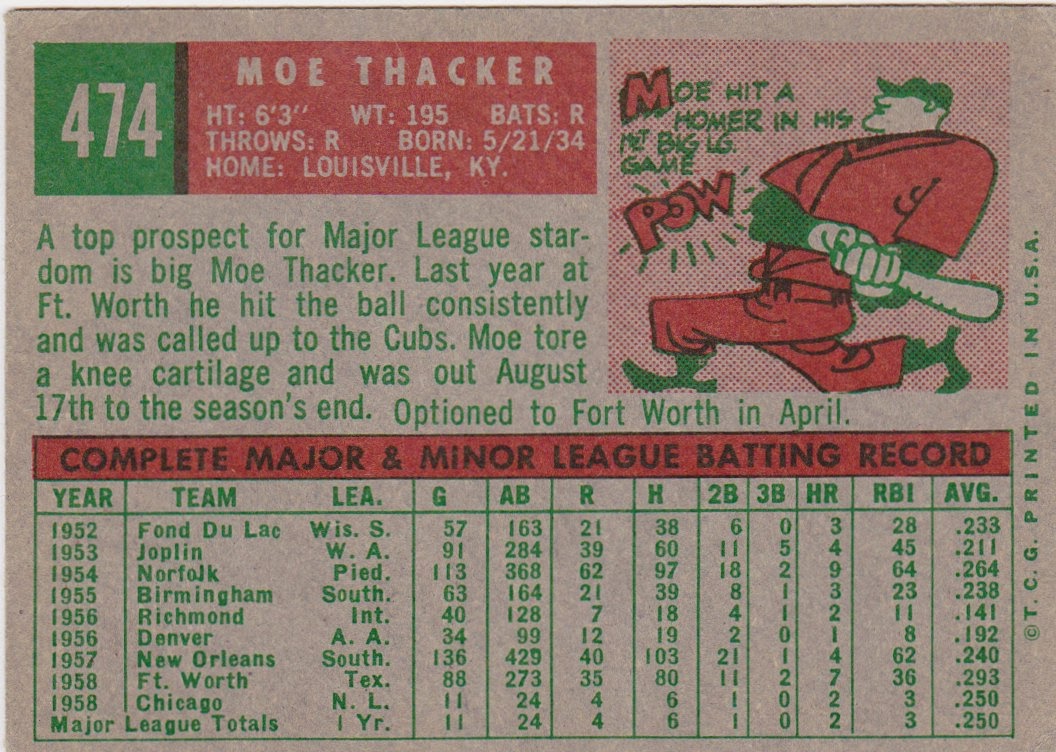 474
MOE THACKER
HT: 6'3" WT: 195 BATS: R
THROWS: R BORN: 5/21/34
HOME: LOUISVILLE, KY.
MOE HIT A
HOMER IN HIS
1ST BIG LG.
GAME
POW
A top prospect for Major League star-
dom is big Moe Thacker. Last year at
Ft. Worth he hit the ball consistently
and was called up to the Cubs. Moe tore
a knee cartilage and was out August
17th to the season's end. Optioned to Fort Worth in April.
COMPLETE MAJOR & MINOR LEAGUE BATTING RECORD
YEAR TEAM LEA. G AB R H 2B 3B HR RBI AVG.
1952 Fond Du Lac Wis. S. 57 163 21 38 6 0 3 28 .233
1953 Joplin W. A. 91 284 39 60 11 5 4 45 .211
1954 Norfolk Pied. 113 368 62 97 18 2 9 64 .264
1955 Birmingham South. 63 164 21 39 8 1 3 23 .238
1956 Richmond Int. 40 128 7 18 4 1 2 11 .141
1956 Denver A. A. 34 99 12 19 2 0 1 8 .192
1957 New Orleans South. 136 429 40 103 21 1 4 62 .240
1958 Ft. Worth Tex. 88 273 35 80 11 2 7 36 .293
1958 Chicago N. L. 11 24 4 6 1 0 2 3 .250
Major League Totals 1 Yr. 11 24 4 6 1 0 2 3 .250
© T. C. G. PRINTED IN U.S.A.